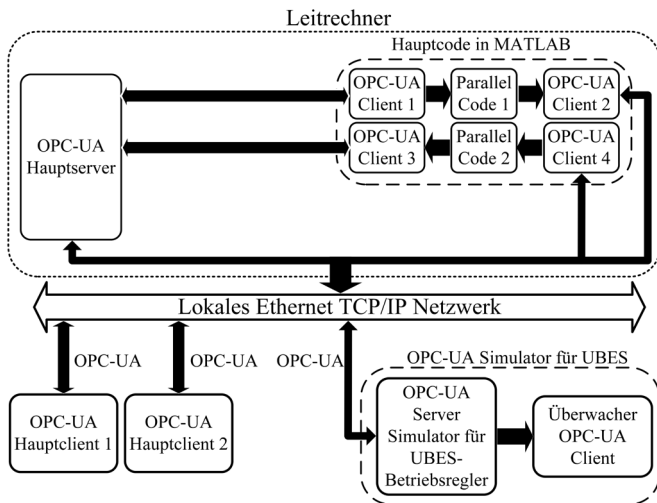 Leitrechner
Hauptcode in MATLAB
OPC-UA
Hauptserver
OPC-UA
Client 1
Parallel
Code 1
OPC-UA
Client 2
OPC-UA
Client 3
Parallel
Code 2
OPC-UA
Client 4
Lokales Ethernet TCP/IP Netzwerk
OPC-UA
OPC-UA
OPC-UA
OPC-UA
Hauptclient 1
OPC-UA
Hauptclient 2
OPC-UA Simulator für UBES
OPC-UA
Server
Simulator für
UBES-
Betriebsregler
Überwacher
OPC-UA
Client